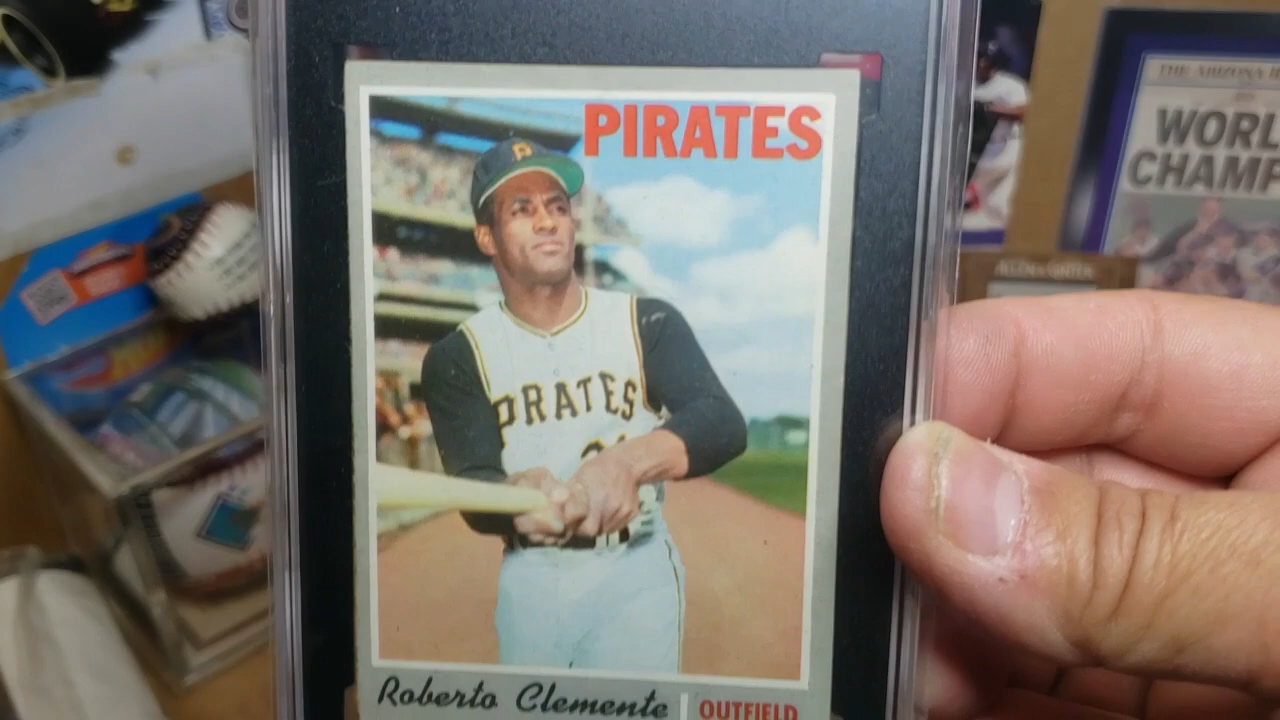 PIRATES
P
PIRATES
Roberto Clemente
OUTFIELD
THE ARIZONA
WORL
CHAMP